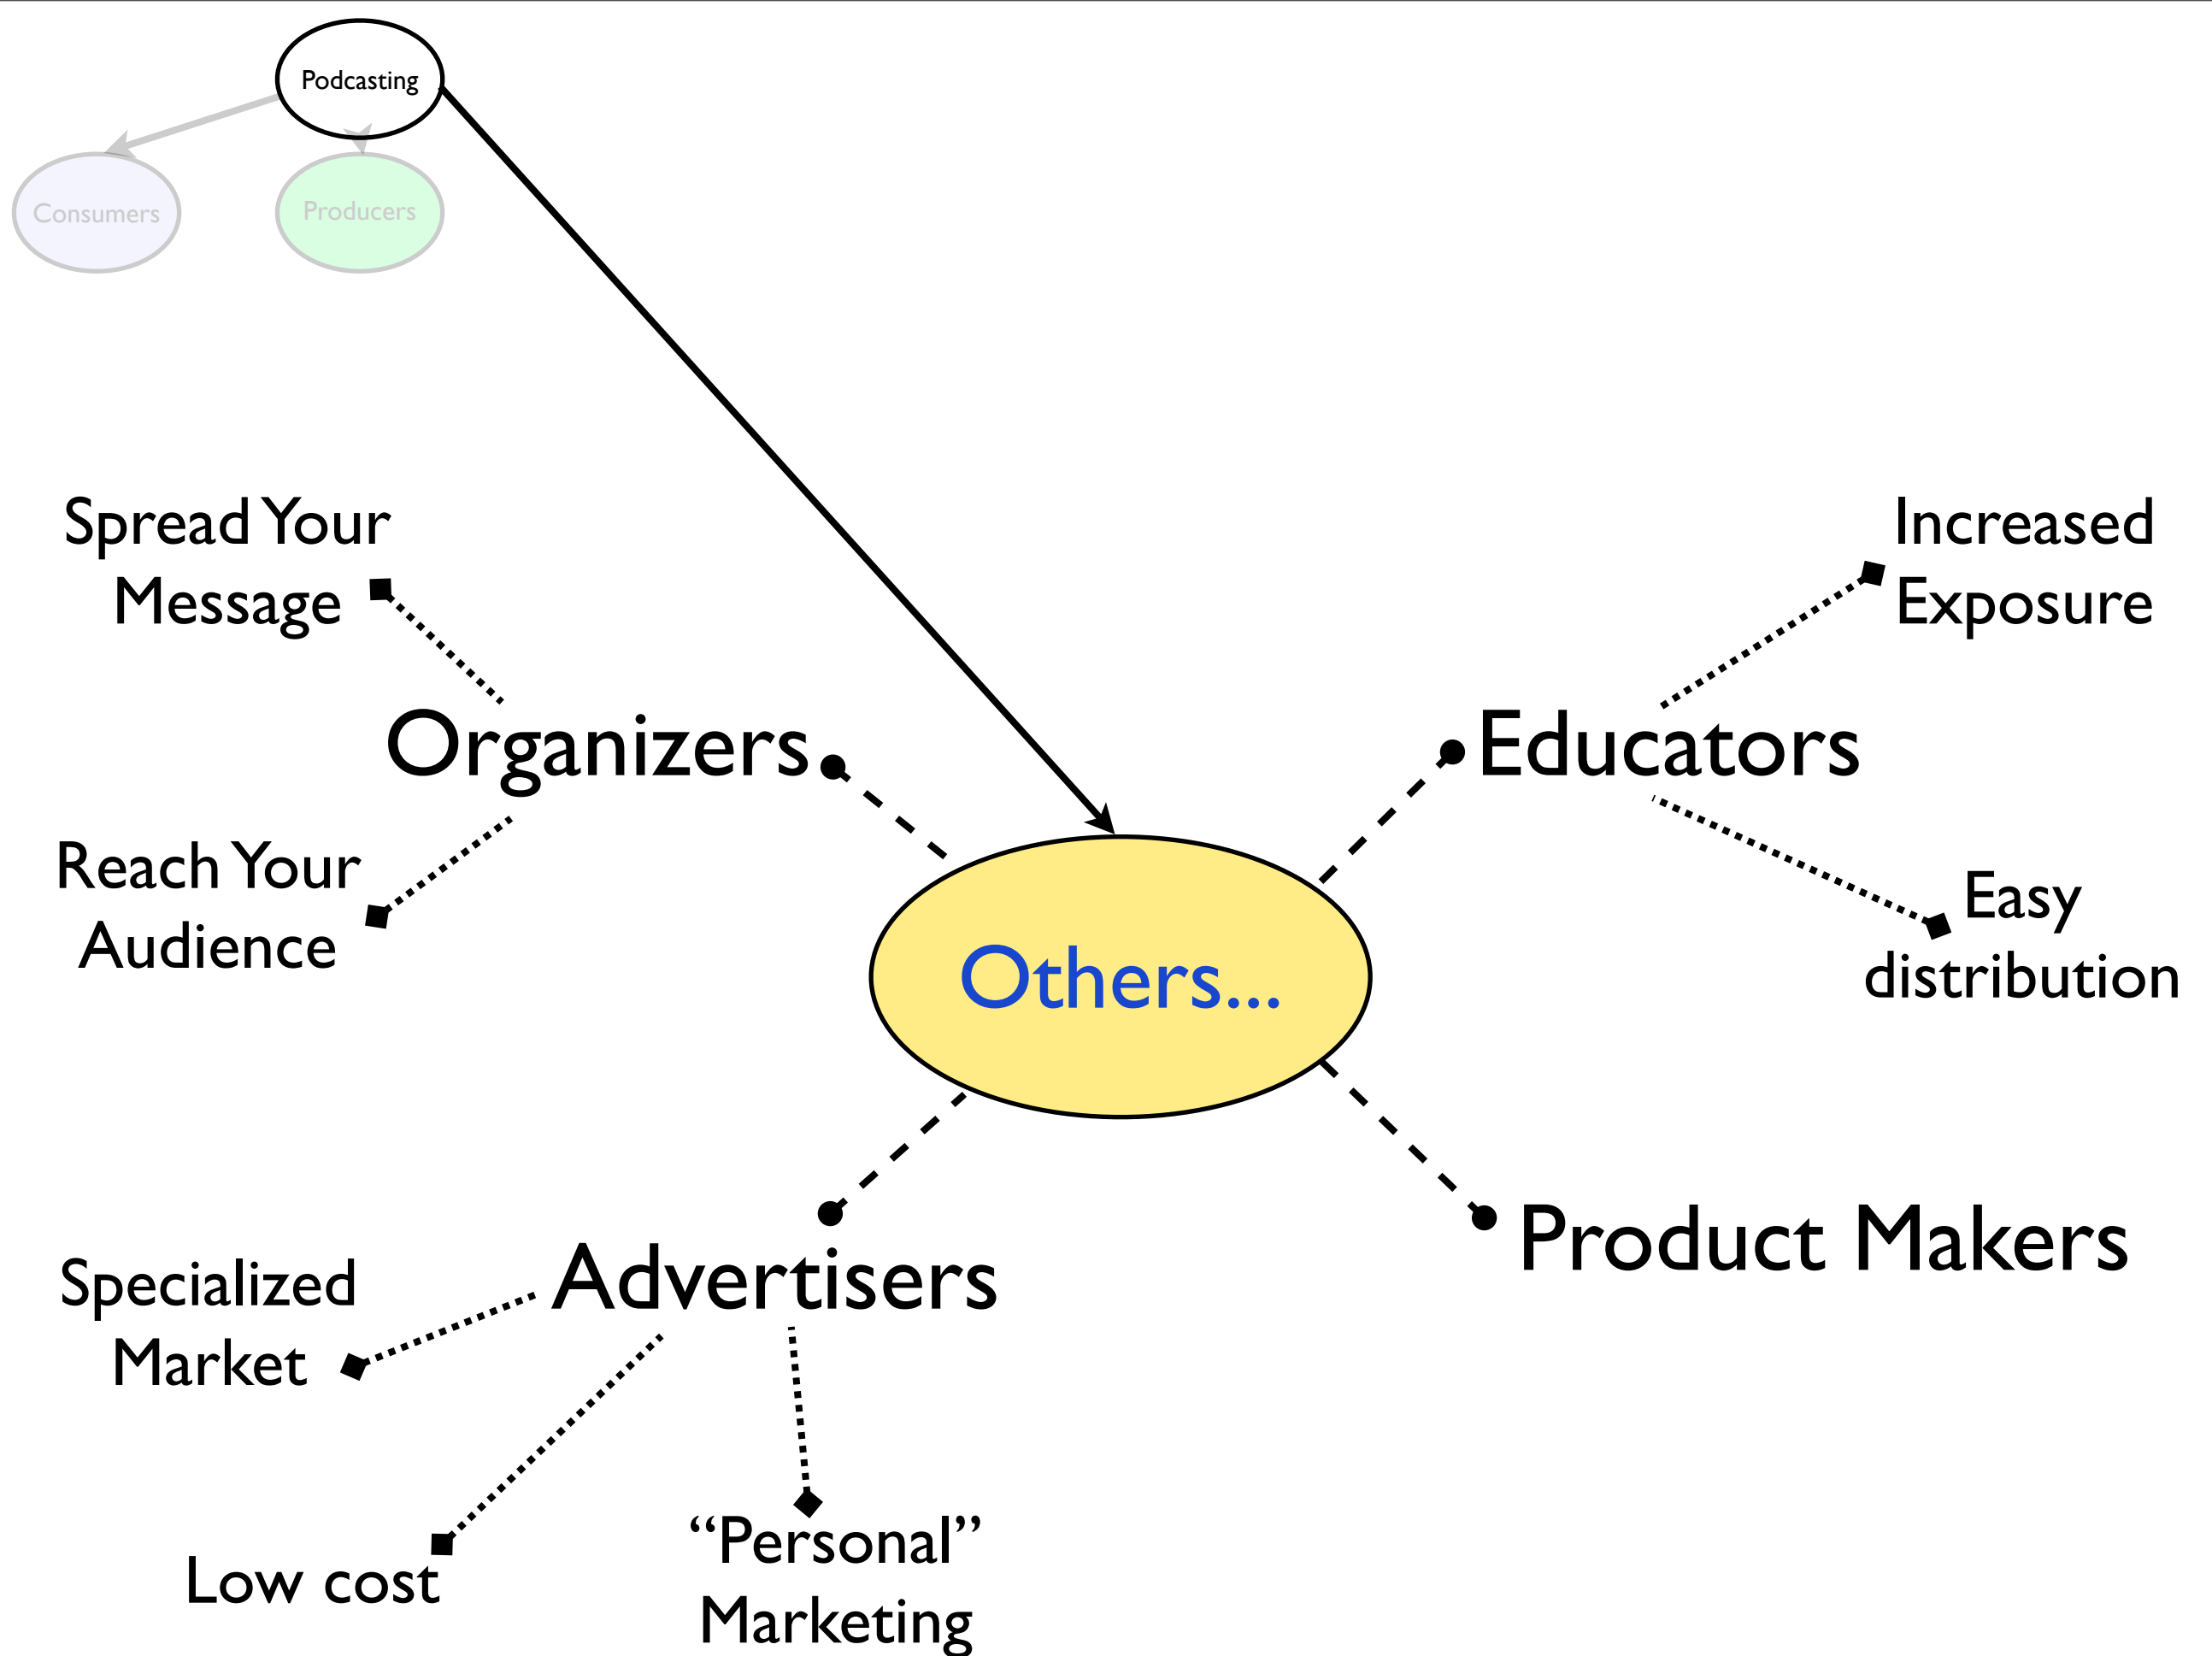 Podcasting
Consumers
Producers
Spread Your
Message
Increased
Exposure
Organizers
Educators
Reach Your
Audience
Easy
distribution
Others...
Product Makers
Advertisers
Specialized
Market
Low cost
“Personal”
Marketing